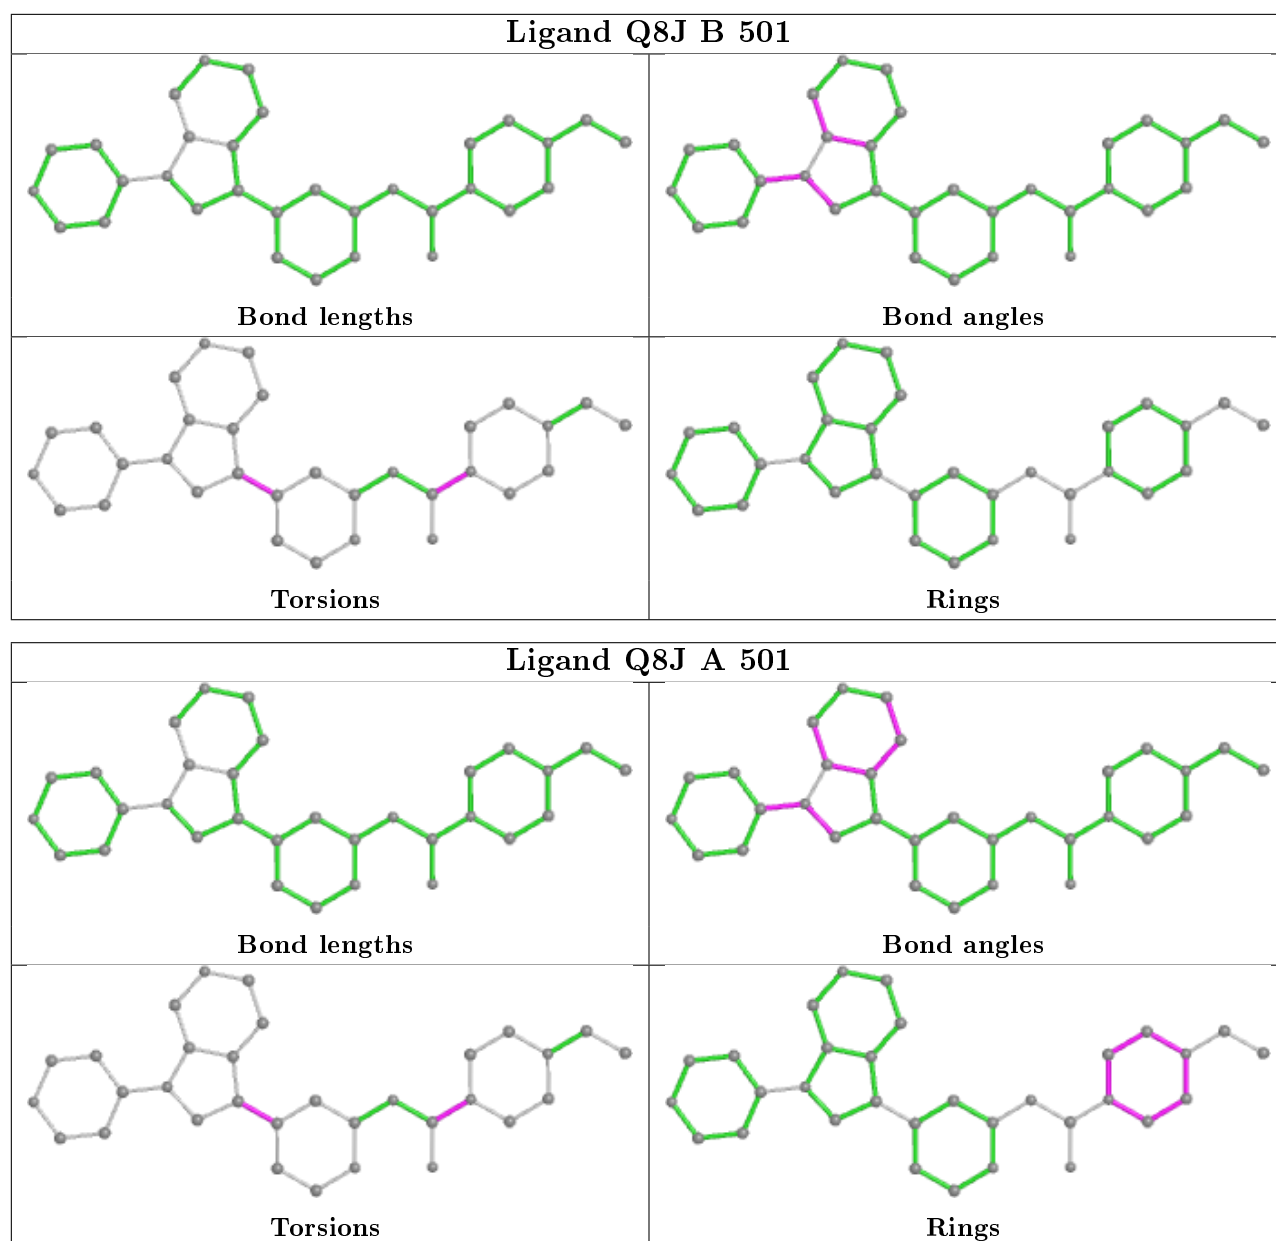 Ligand Q8J B 501
Bond lengths
Bond angles
Torsions
Rings
Ligand Q8J A 501
Bond lengths
Bond angles
Torsions
Rings